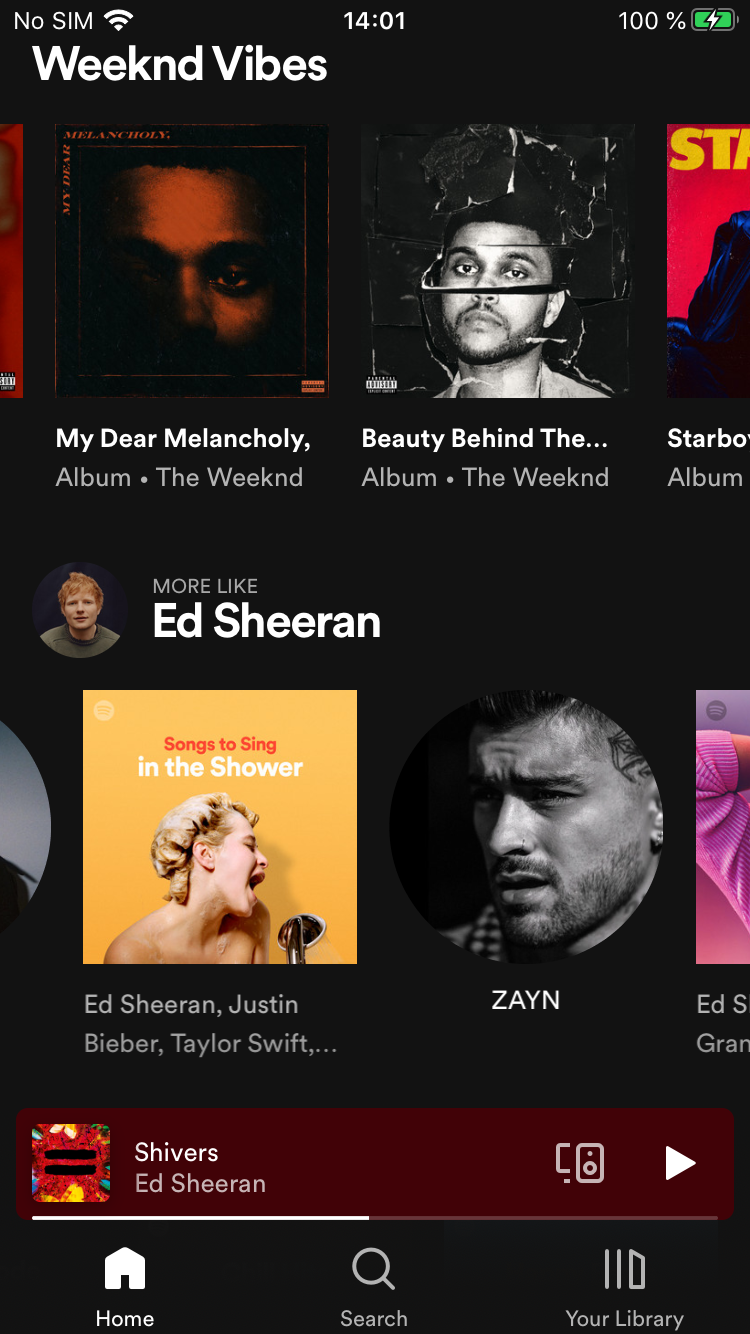 No SIM 14:01 100 %
Weeknd Vibes
MELANCHOLY,
MY DEAR
STA
PARENTAL
ADVISORY
EXPLICIT CONTENT
My Dear Melancholy,
Album • The Weeknd
Beauty Behind The...
Album • The Weeknd
Starbo
Album
MORE LIKE
Ed Sheeran
Songs to Sing
in the Shower
Ed Sheeran, Justin
Bieber, Taylor Swift,...
ZAYN
Ed S
Gran
Shivers
Ed Sheeran
Home
Search
Your Library